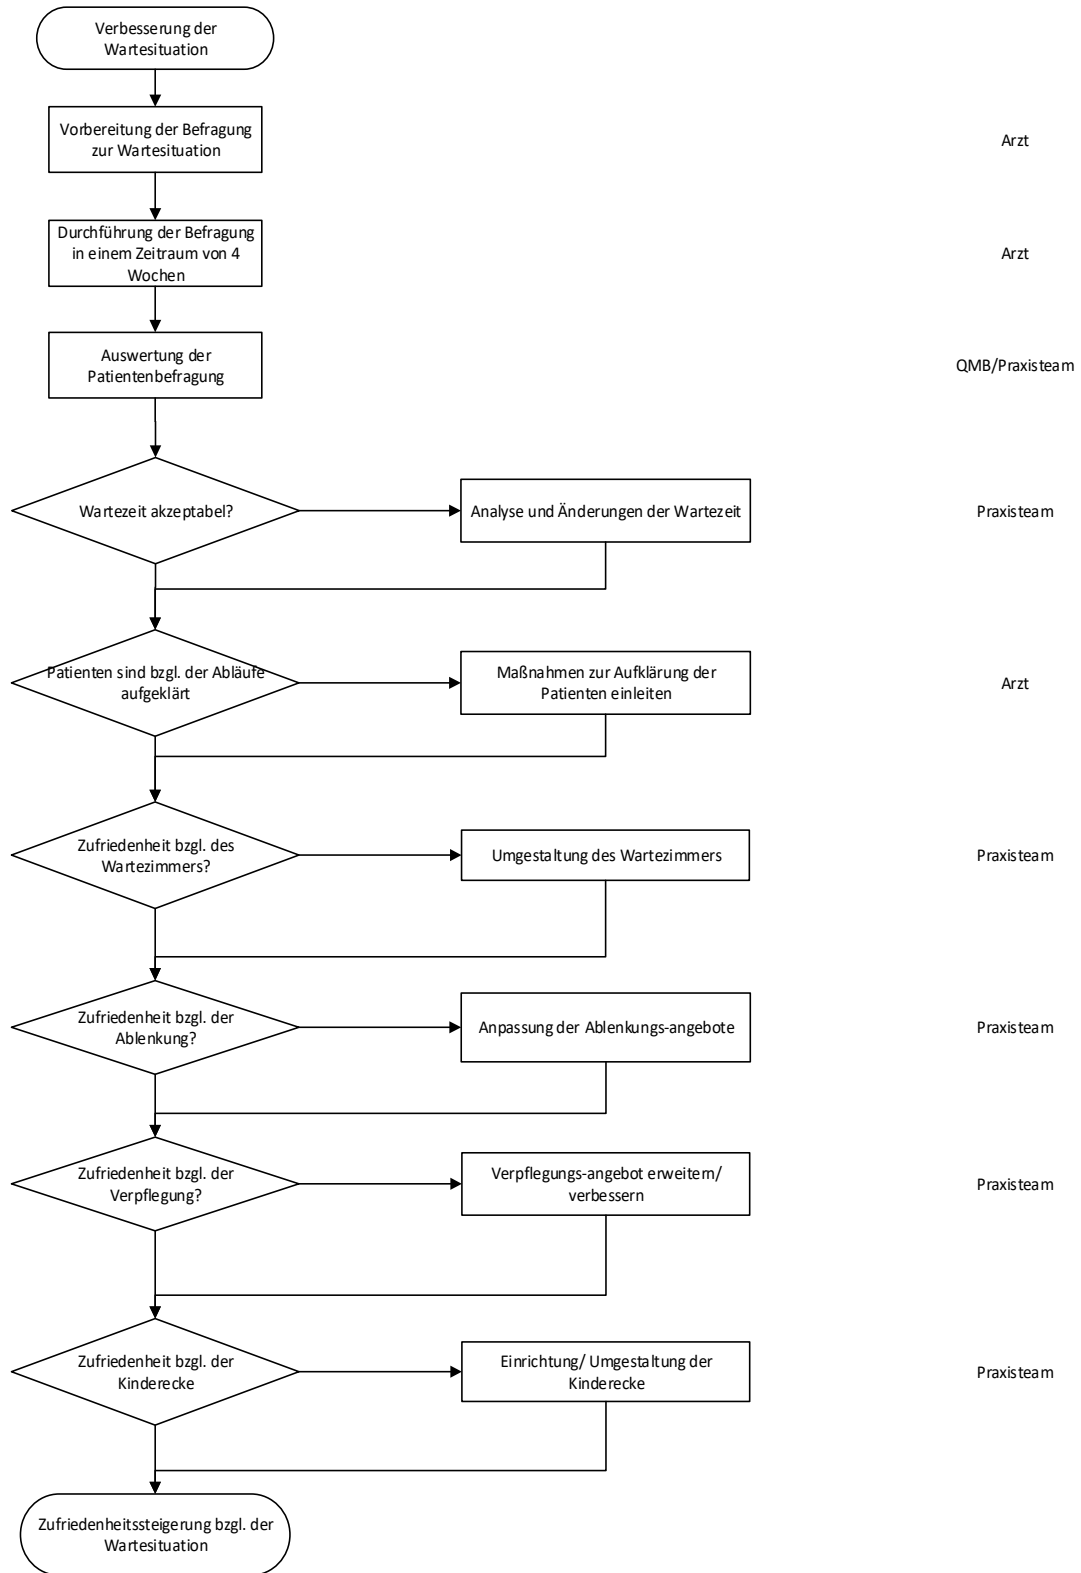 Verbesserung der
Wartesituation
Vorbereitung der Befragung
zur Wartesituation
Arzt
Durchführung der Befragung
in einem Zeitraum von 4
Wochen
Arzt
Auswertung der
Patientenbefragung
QMB/Praxisteam
Wartezeit akzeptabel?
Analyse und Änderungen der Wartezeit
Praxisteam
Patienten sind bzgl. der Abläufe
aufgeklärt
Maßnahmen zur Aufklärung der
Patienten einleiten
Arzt
Zufriedenheit bzgl. des
Wartezimmers?
Umgestaltung des Wartezimmers
Praxisteam
Zufriedenheit bzgl. der
Ablenkung?
Anpassung der Ablenkungs-angebote
Praxisteam
Zufriedenheit bzgl. der
Verpflegung?
Verpflegungs-angebot erweitern/
verbessern
Praxisteam
Zufriedenheit bzgl. der
Kinderecke
Einrichtung/ Umgestaltung der
Kinderecke
Praxisteam
Zufriedenheitssteigerung bzgl. der
Wartesituation